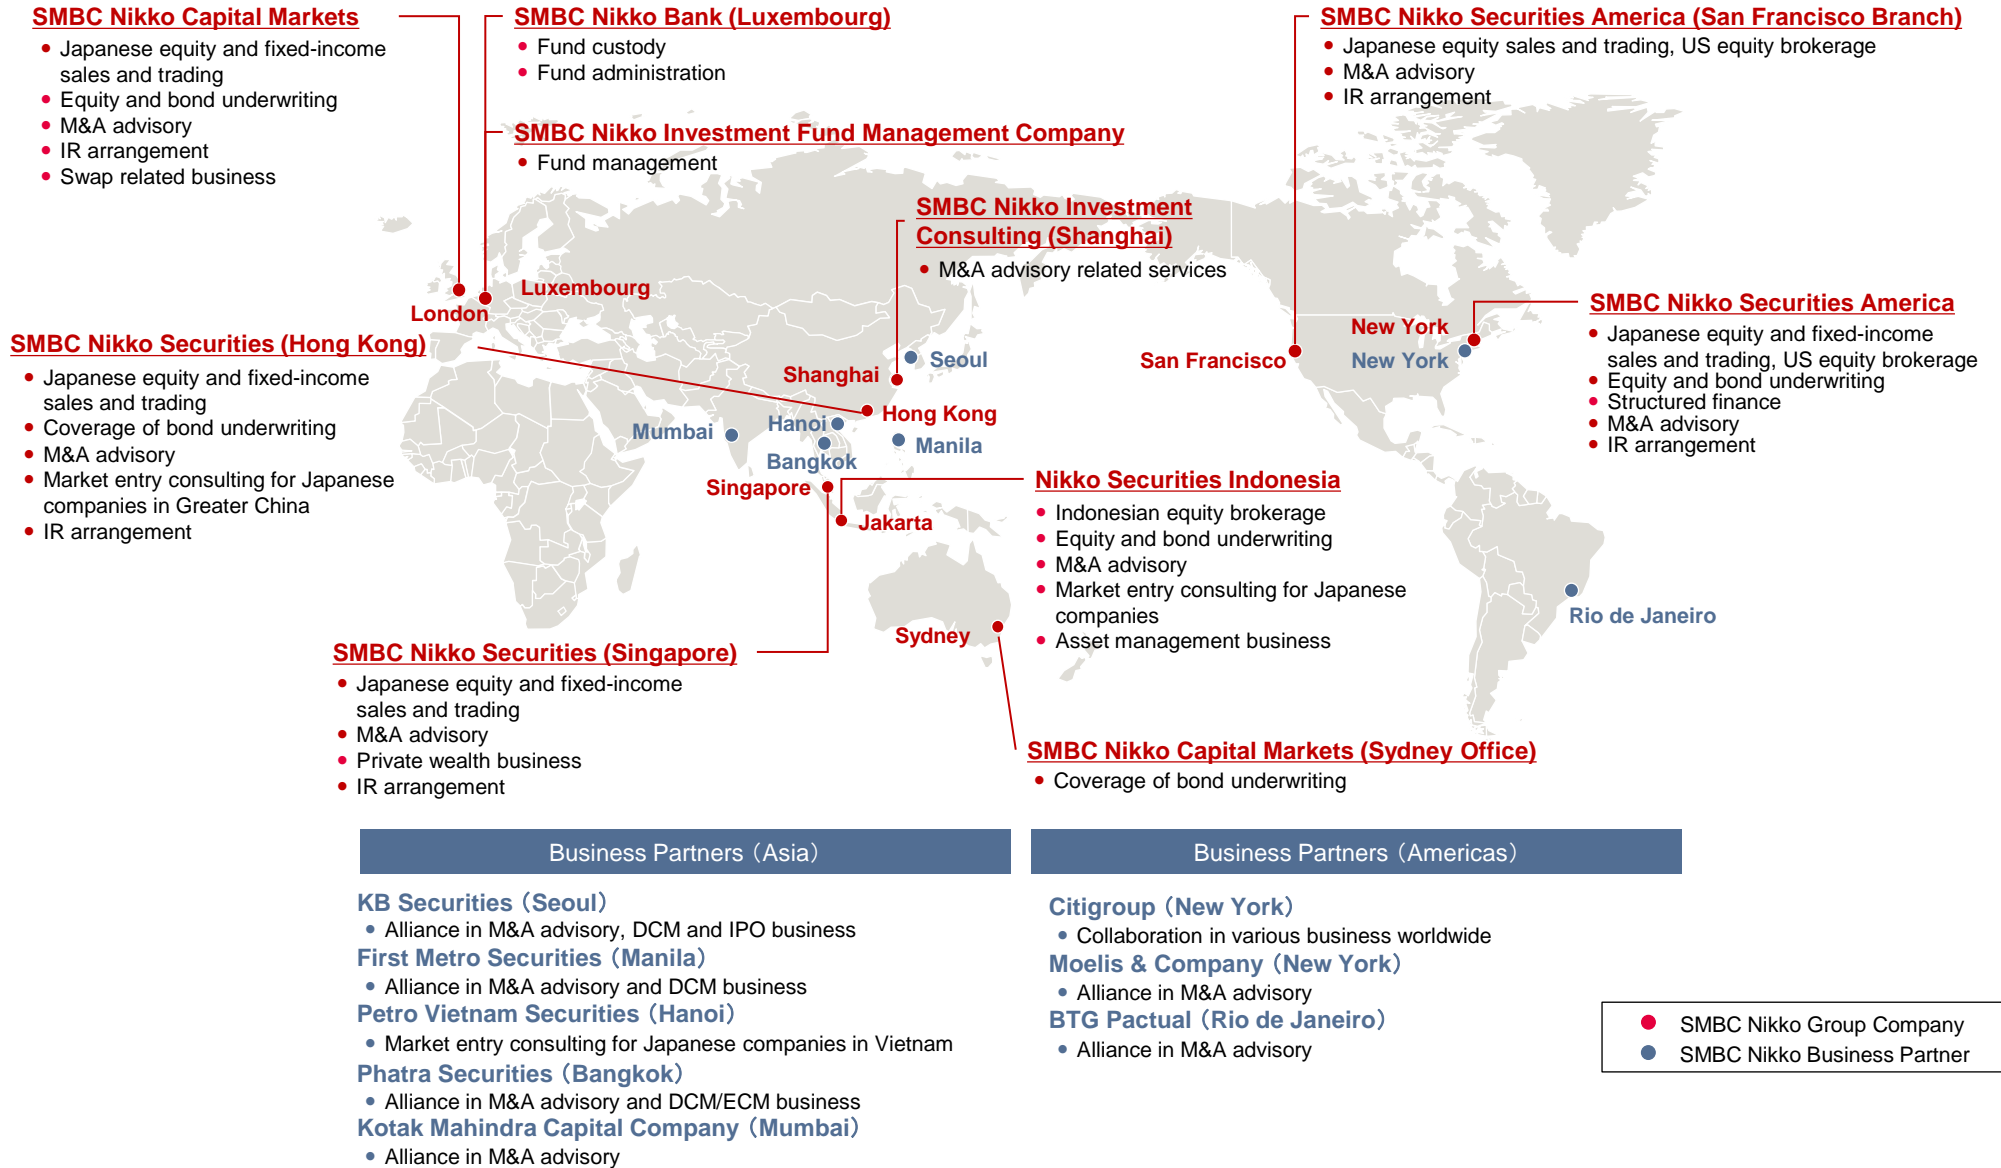 SMBC Nikko Capital Markets
• Japanese equity and fixed-income
sales and trading
• Equity and bond underwriting
• M&A advisory
• IR arrangement
• Swap related business
SMBC Nikko Bank (Luxembourg)
• Fund custody
• Fund administration
SMBC Nikko Investment Fund Management Company
• Fund management
SMBC Nikko Securities America (San Francisco Branch)
• Japanese equity sales and trading, US equity brokerage
• M&A advisory
• IR arrangement
SMBC Nikko Investment
Consulting (Shanghai)
• M&A advisory related services
Luxembourg
London
SMBC Nikko Securities (Hong Kong)
• Japanese equity and fixed-income
sales and trading
• Coverage of bond underwriting
• M&A advisory
• Market entry consulting for Japanese
companies in Greater China
• IR arrangement
Seoul
Shanghai
Hong Kong
Hanoi
Mumbai
Manila
Bangkok
Singapore
Jakarta
Sydney
San Francisco
New York
New York
Rio de Janeiro
SMBC Nikko Securities America
• Japanese equity and fixed-income
sales and trading, US equity brokerage
• Equity and bond underwriting
• Structured finance
• M&A advisory
• IR arrangement
Nikko Securities Indonesia
• Indonesian equity brokerage
• Equity and bond underwriting
• M&A advisory
• Market entry consulting for Japanese
companies
• Asset management business
SMBC Nikko Securities (Singapore)
• Japanese equity and fixed-income
sales and trading
• M&A advisory
• Private wealth business
• IR arrangement
SMBC Nikko Capital Markets (Sydney Office)
• Coverage of bond underwriting
Business Partners（Asia）
KB Securities（Seoul）
• Alliance in M&A advisory, DCM and IPO business
First Metro Securities（Manila）
• Alliance in M&A advisory and DCM business
Petro Vietnam Securities（Hanoi）
• Market entry consulting for Japanese companies in Vietnam
Phatra Securities（Bangkok）
• Alliance in M&A advisory and DCM/ECM business
Kotak Mahindra Capital Company（Mumbai）
• Alliance in M&A advisory
Business Partners（Americas）
Citigroup（New York）
• Collaboration in various business worldwide
Moelis & Company（New York）
• Alliance in M&A advisory
BTG Pactual（Rio de Janeiro）
• Alliance in M&A advisory
SMBC Nikko Group Company
SMBC Nikko Business Partner